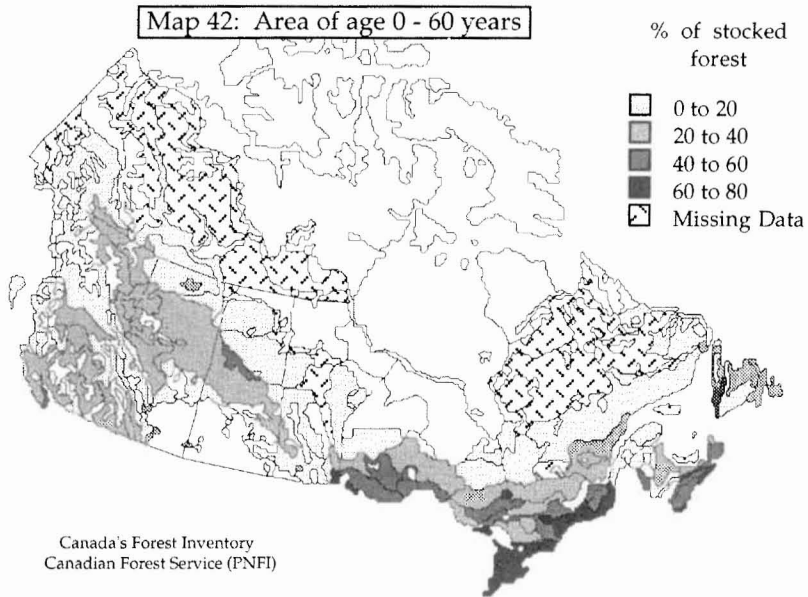 Map 42: Area of age 0 - 60 years
% of stocked
forest
0 to 20
20 to 40
40 to 60
60 to 80
Missing Data
Canada's Forest Inventory
Canadian Forest Service (PNFI)